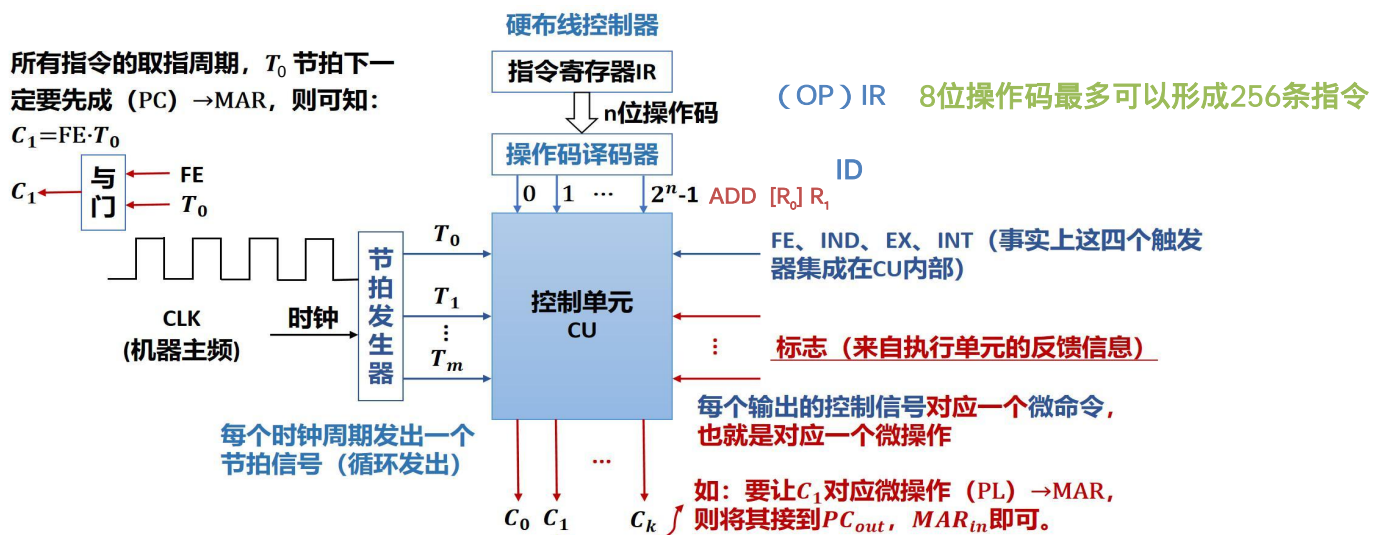 硬布线控制器
所有指令的取指周期，T0 节拍下一
定要先成（PC）→MAR，则可知：
C1=FE·T0
与门
FE
T0
C1
指令寄存器IR
n位操作码
（OP）IR 8位操作码最多可以形成256条指令
操作码译码器
ID
0 1 ··· 2^n-1 ADD [R0] R1
CLK
(机器主频)
时钟
节拍发生器
T0
T1
⋮
Tm
控制单元
CU
FE、IND、EX、INT（事实上这四个触发
器集成在CU内部）
⋮
标志（来自执行单元的反馈信息）
每个输出的控制信号对应一个微命令，
也就是对应一个微操作
每个时钟周期发出一个
节拍信号（循环发出）
···
C0 C1 Ck
如：要让C1对应微操作（PL）→MAR，
则将其接到PCout，MARin即可。